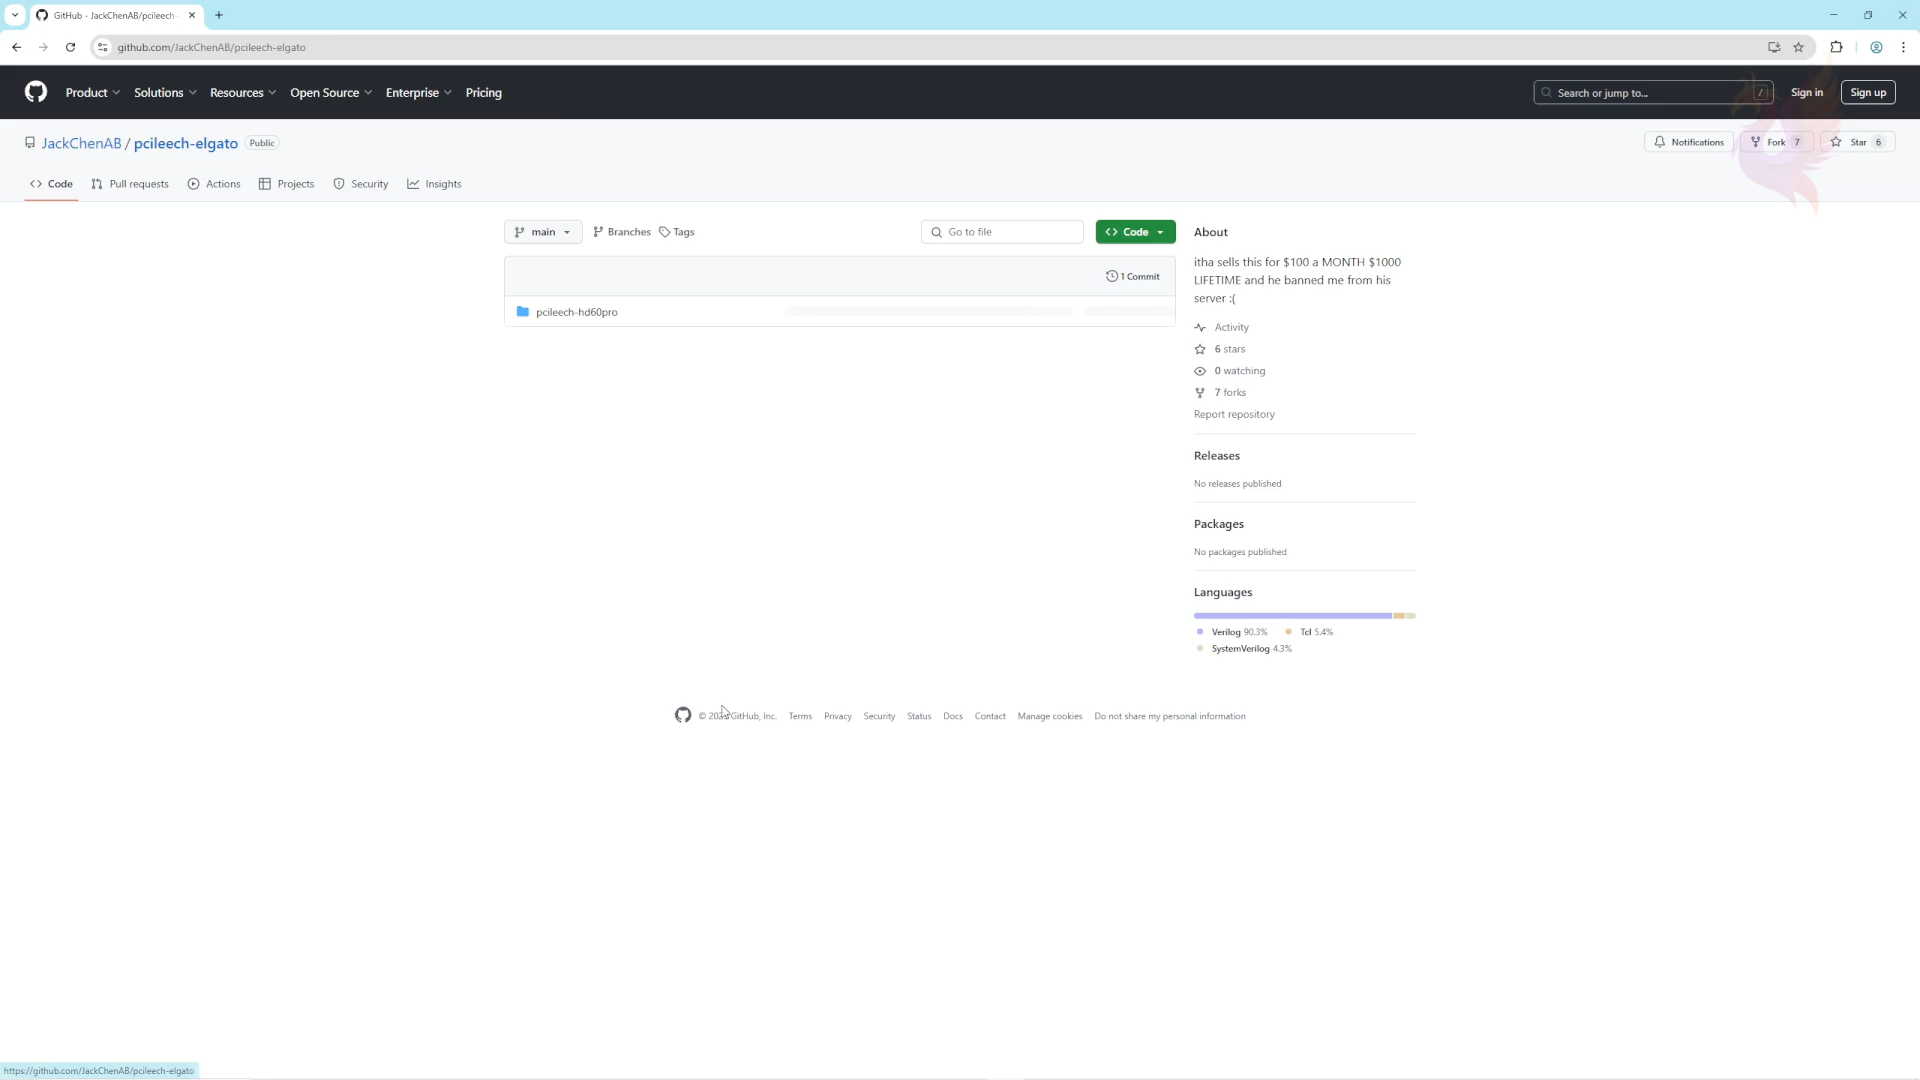 GitHub - JackChenAB/pcileech-
github.com/JackChenAB/pcileech-elgato
Product Solutions Resources Open Source Enterprise Pricing
Search or jump to... /
Sign in
Sign up
JackChenAB / pcileech-elgato Public
Notifications
Fork 7
Star 6
Code Pull requests Actions Projects Security Insights
main
Branches
Tags
Go to file
Code
1 Commit
pcileech-hd60pro
About
itha sells this for $100 a MONTH $1000
LIFETIME and he banned me from his
server :(
Activity
6 stars
0 watching
7 forks
Report repository
Releases
No releases published
Packages
No packages published
Languages
Verilog 90.3% Tcl 5.4%
SystemVerilog 4.3%
© GitHub, Inc. Terms Privacy Security Status Docs Contact Manage cookies Do not share my personal information
https://github.com/JackChenAB/pcileech-elgato